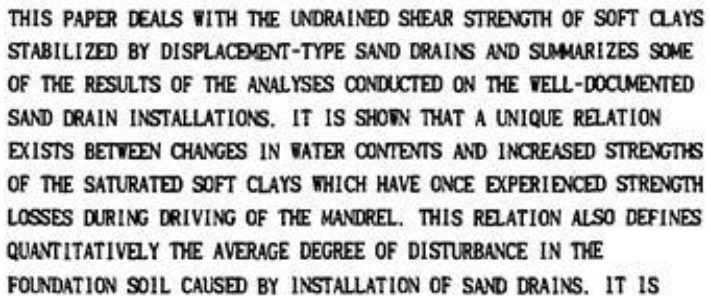 THIS PAPER DEALS WITH THE UNDRAINED SHEAR STRENGTH OF SOFT CLAYS
STABILIZED BY DISPLACEMENT-TYPE SAND DRAINS AND SUMMARIZES SOME
OF THE RESULTS OF THE ANALYSES CONDUCTED ON THE WELL-DOCUMENTED
SAND DRAIN INSTALLATIONS. IT IS SHOWN THAT A UNIQUE RELATION
EXISTS BETWEEN CHANGES IN WATER CONTENTS AND INCREASED STRENGTHS
OF THE SATURATED SOFT CLAYS WHICH HAVE ONCE EXPERIENCED STRENGTH
LOSSES DURING DRIVING OF THE MANDREL. THIS RELATION ALSO DEFINES
QUANTITATIVELY THE AVERAGE DEGREE OF DISTURBANCE IN THE
FOUNDATION SOIL CAUSED BY INSTALLATION OF SAND DRAINS. IT IS